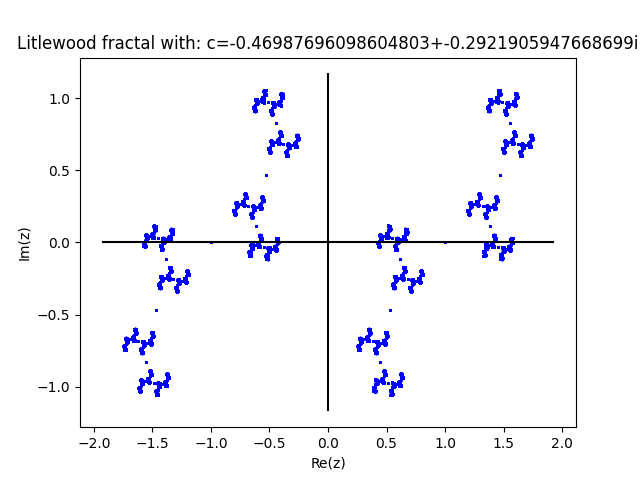 Litlewood fractal with: c=-0.46987696098604803+-0.2921905947668699i
1.0
0.5
0.0
−0.5
−1.0
Im(z)
−2.0 −1.5 −1.0 −0.5 0.0 0.5 1.0 1.5 2.0
Re(z)